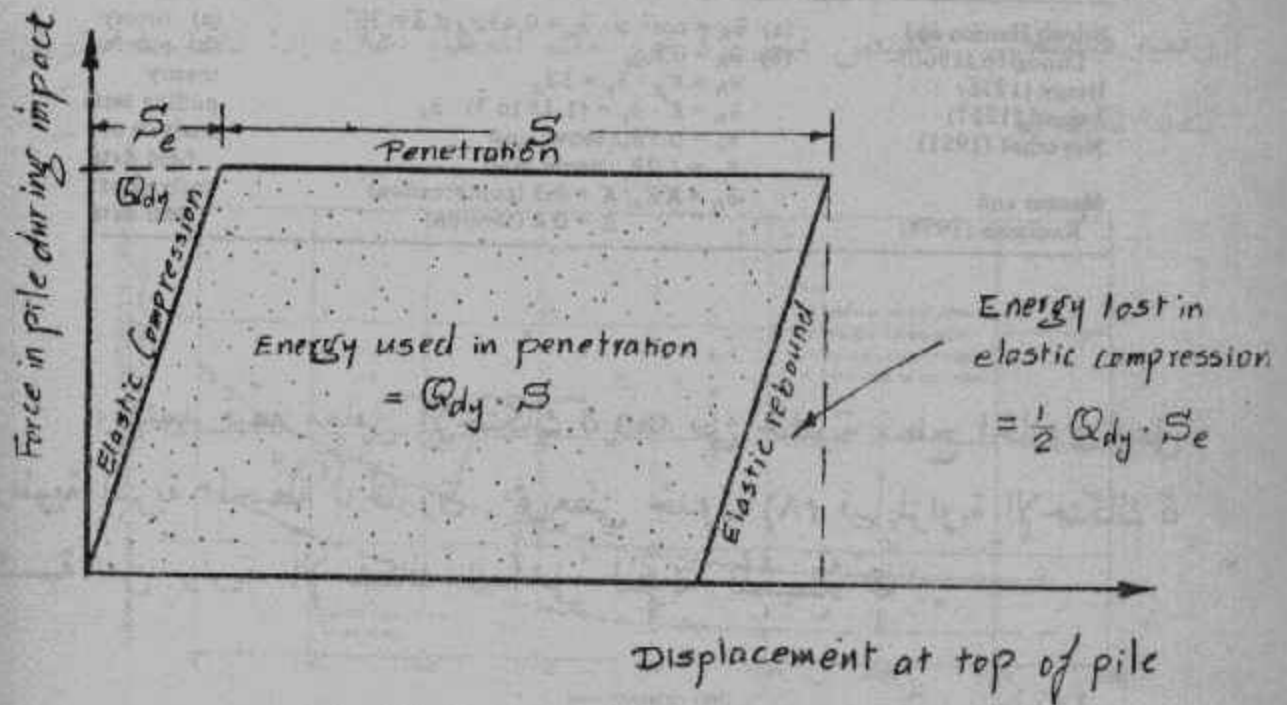 Force in pile during impact
Se
S
Penetration
Qdy
Elastic Compression
Energy used in penetration
= Qdy · S
Elastic rebound
Energy lost in
elastic compression
= ½ Qdy · Se
Displacement at top of pile